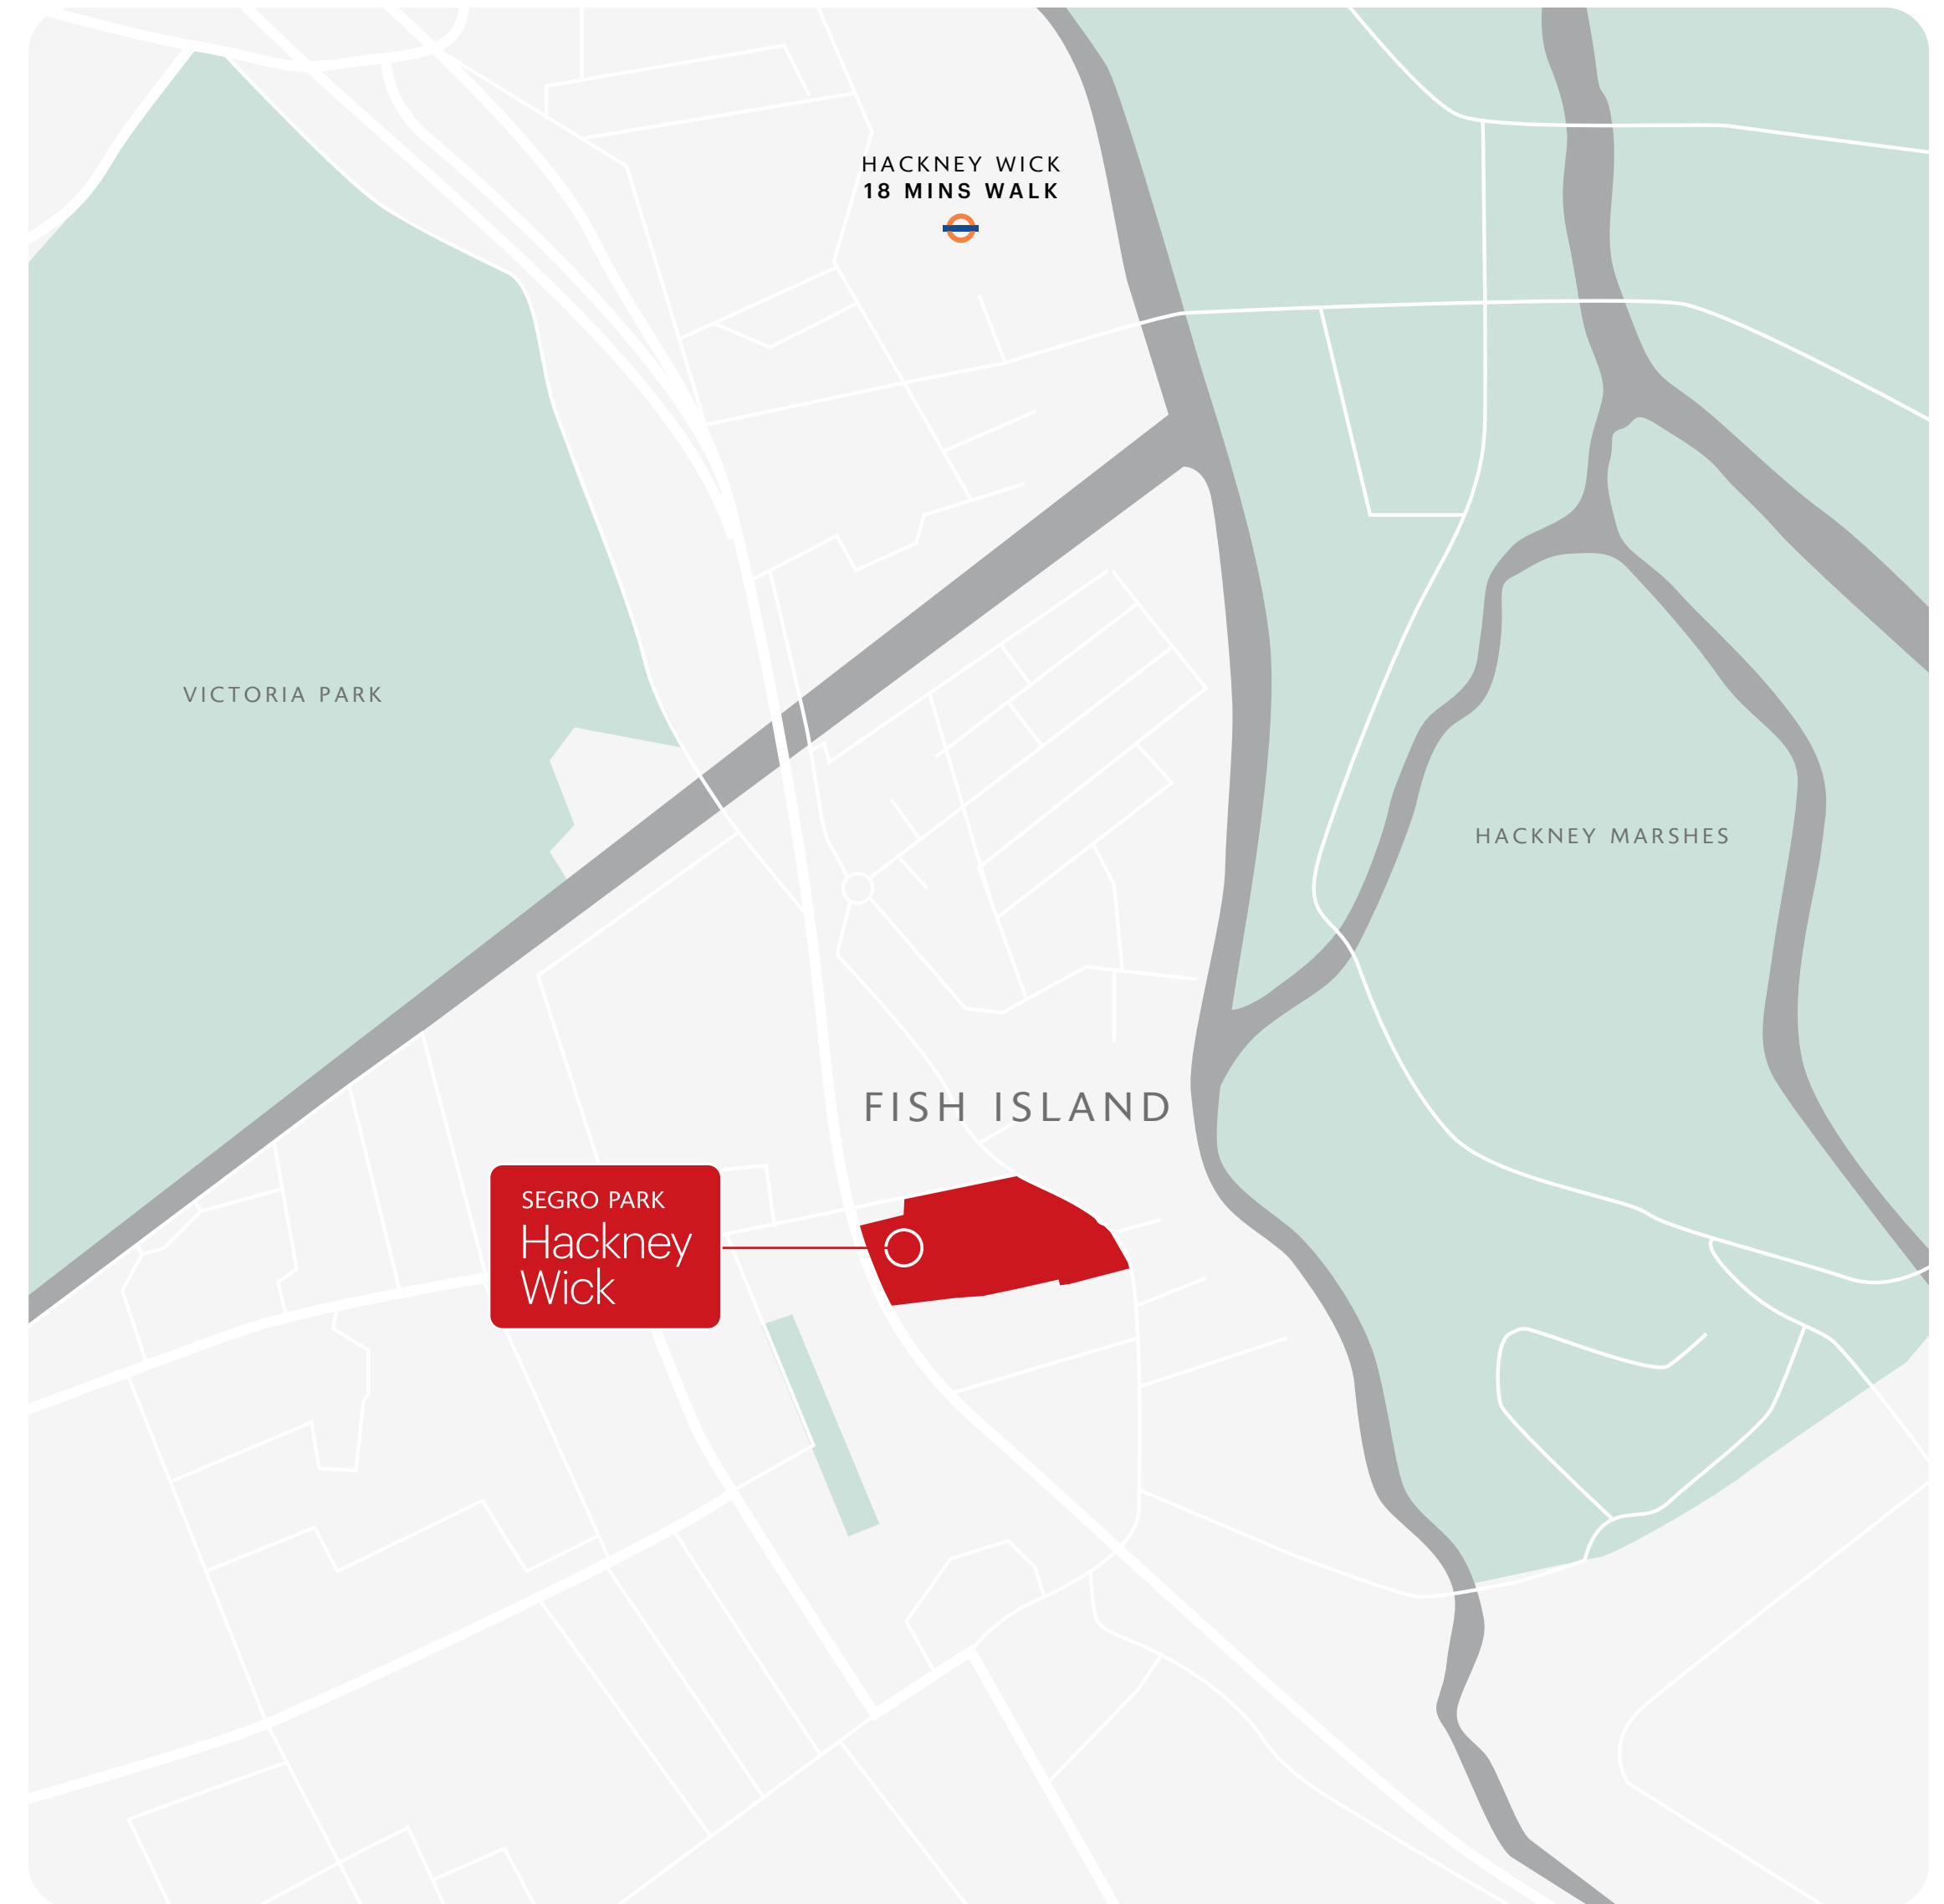 HACKNEY WICK
18 MINS WALK
VICTORIA PARK
HACKNEY MARSHES
FISH ISLAND
SEGRO PARK
Hackney
Wick